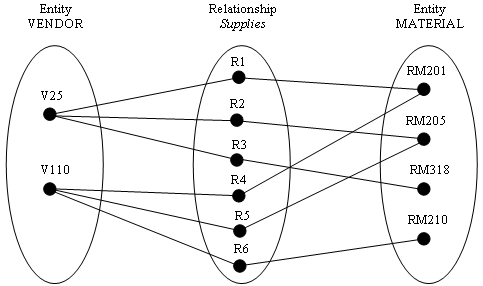 Entity
VENDOR
Relationship
Supplies
Entity
MATERIAL
R1
RM201
V25
R2
RM205
R3
V110
RM318
R4
R5
RM210
R6